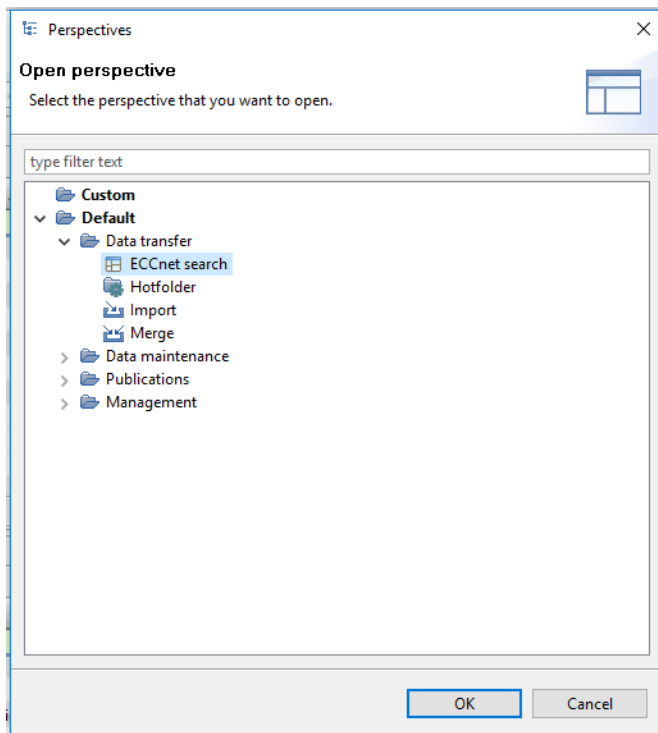 Perspectives
Open perspective
Select the perspective that you want to open.
type filter text
Custom
Default
Data transfer
ECCnet search
Hotfolder
Import
Merge
Data maintenance
Publications
Management
OK
Cancel